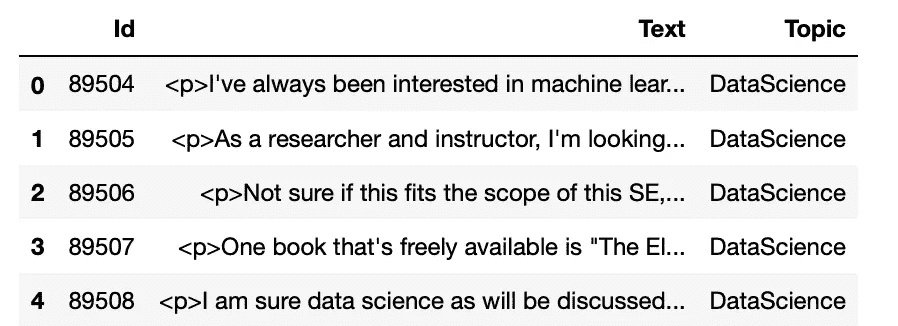 Id Text Topic
0 89504 <p>I've always been interested in machine lear... DataScience
1 89505 <p>As a researcher and instructor, I'm looking... DataScience
2 89506 <p>Not sure if this fits the scope of this SE,... DataScience
3 89507 <p>One book that's freely available is "The El... DataScience
4 89508 <p>I am sure data science as will be discussed... DataScience